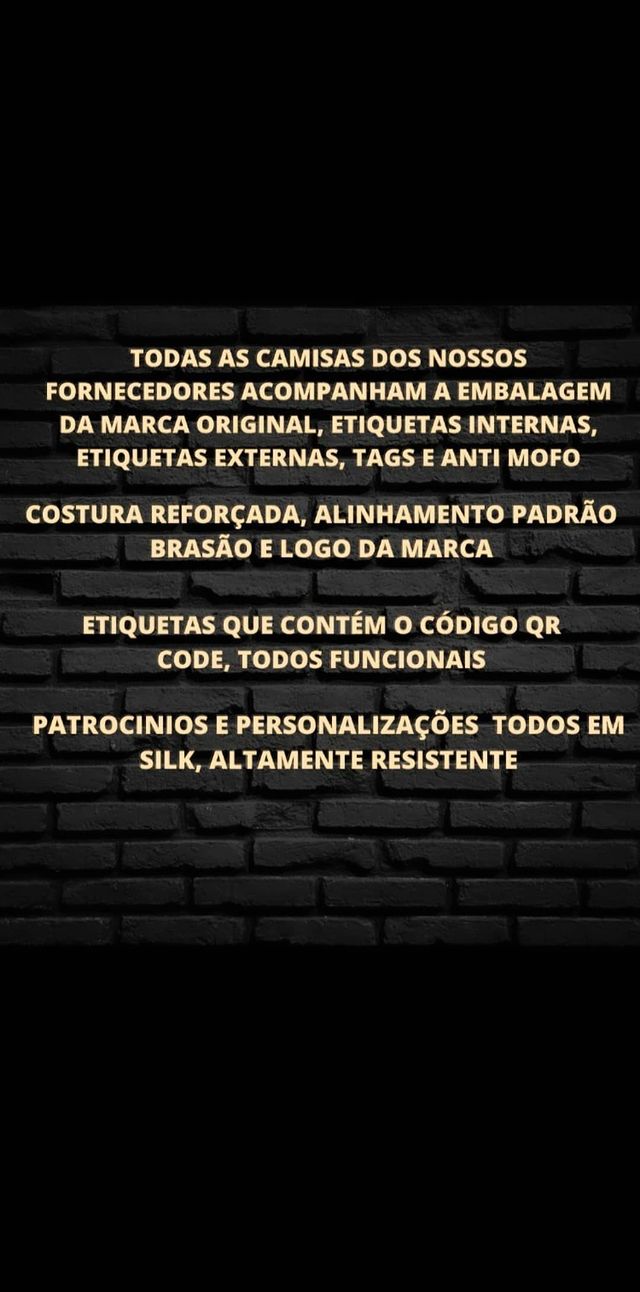 TODAS AS CAMISAS DOS NOSSOS
FORNECEDORES ACOMPANHAM A EMBALAGEM
DA MARCA ORIGINAL, ETIQUETAS INTERNAS,
ETIQUETAS EXTERNAS, TAGS E ANTI MOFO
COSTURA REFORÇADA, ALINHAMENTO PADRÃO
BRASÃO E LOGO DA MARCA
ETIQUETAS QUE CONTÉM O CÓDIGO QR
CODE, TODOS FUNCIONAIS
PATROCINIOS E PERSONALIZAÇÕES TODOS EM
SILK, ALTAMENTE RESISTENTE